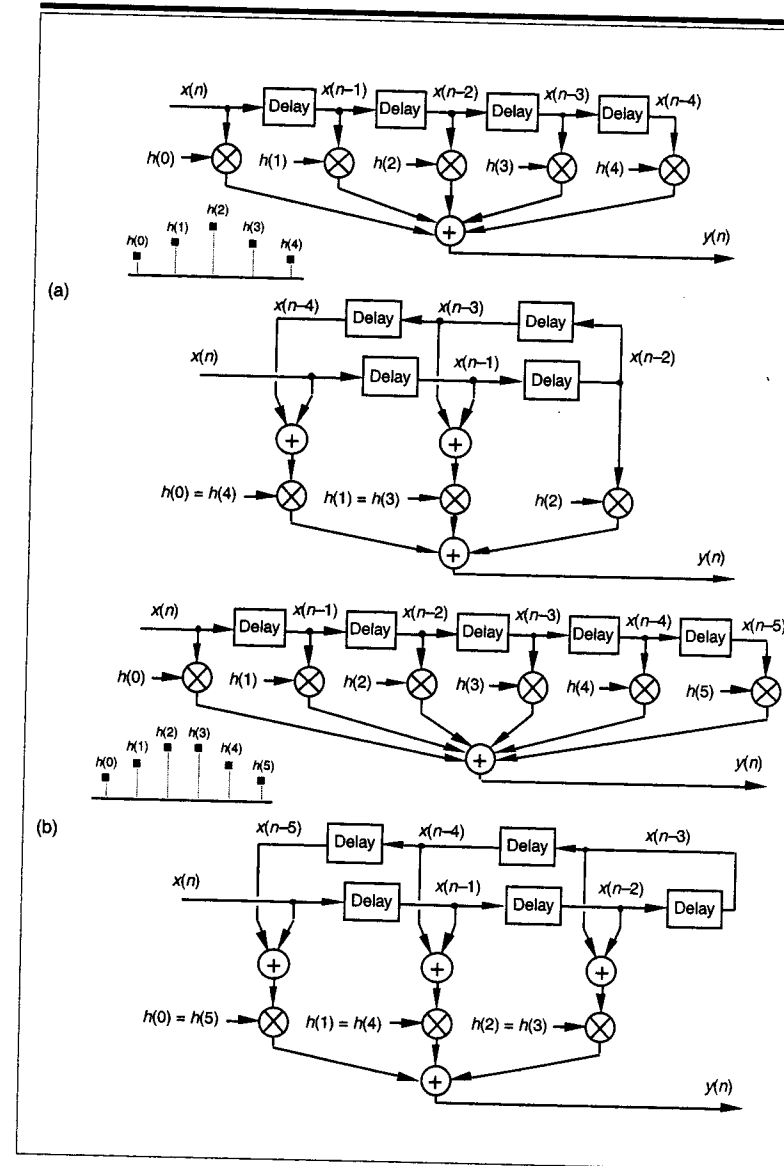 x(n) x(n–1) x(n–2) x(n–3) x(n–4)
Delay Delay Delay Delay
h(0) h(1) h(2) h(3) h(4)
+
y(n)
h(0) h(1) h(2) h(3) h(4)
(a)
x(n–4) Delay x(n–3) Delay
x(n) Delay x(n–1) Delay x(n–2)
+ +
h(0) = h(4) h(1) = h(3) h(2)
+
y(n)
x(n) x(n–1) x(n–2) x(n–3) x(n–4) x(n–5)
Delay Delay Delay Delay Delay
h(0) h(1) h(2) h(3) h(4) h(5)
+
y(n)
h(0) h(1) h(2) h(3) h(4) h(5)
(b)
x(n–5) Delay x(n–4) Delay x(n–3)
x(n) Delay x(n–1) Delay x(n–2) Delay
+ + +
h(0) = h(5) h(1) = h(4) h(2) = h(3)
+
y(n)